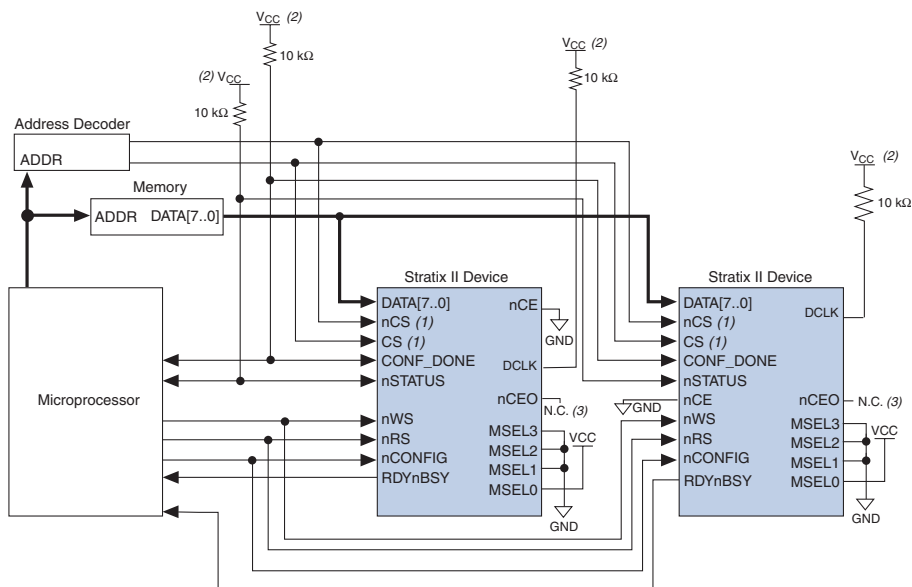 VCC (2)
10 kΩ
VCC (2)
10 kΩ
(2) VCC
10 kΩ
Address Decoder
ADDR
VCC (2)
10 kΩ
Memory
ADDR DATA[7..0]
Stratix II Device
DATA[7..0]
nCS (1)
CS (1)
CONF_DONE
nSTATUS
nWS
nRS
nCONFIG
RDYnBSY
nCE
GND
DCLK
nCEO
N.C. (3)
MSEL3
MSEL2
MSEL1
MSEL0
VCC
GND
Stratix II Device
DATA[7..0]
nCS (1)
CS (1)
CONF_DONE
nSTATUS
nCE
GND
nWS
nRS
nCONFIG
RDYnBSY
DCLK
nCEO
N.C. (3)
MSEL3
MSEL2
MSEL1
MSEL0
VCC
GND
Microprocessor